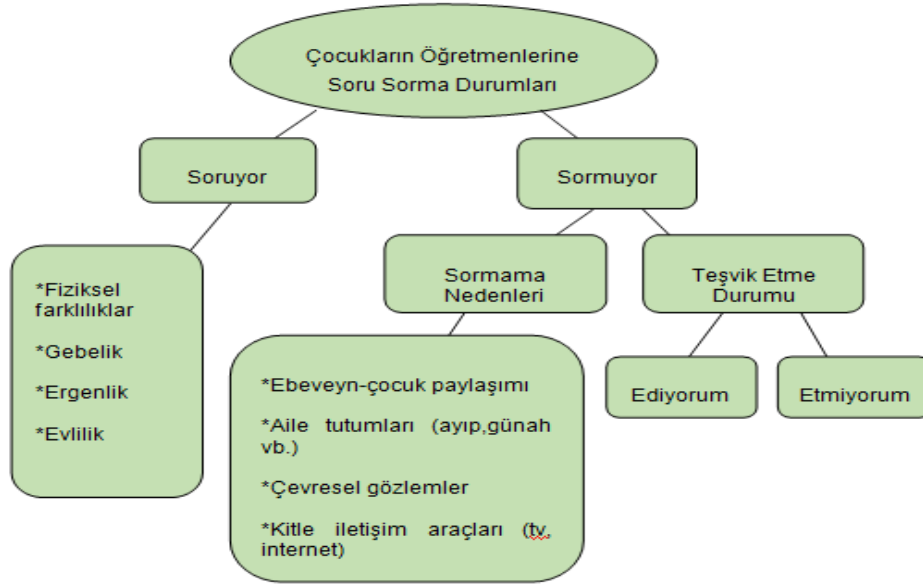 Çocukların Öğretmenlerine
Soru Sorma Durumları
Soruyor
Sormuyor
*Fiziksel
farklılıklar
*Gebelik
*Ergenlik
*Evlilik
Sormama
Nedenleri
Teşvik Etme
Durumu
*Ebeveyn-çocuk paylaşımı
*Aile tutumları (ayıp,günah
vb.)
*Çevresel gözlemler
*Kitle iletişim araçları (tv,
internet)
Ediyorum
Etmiyorum